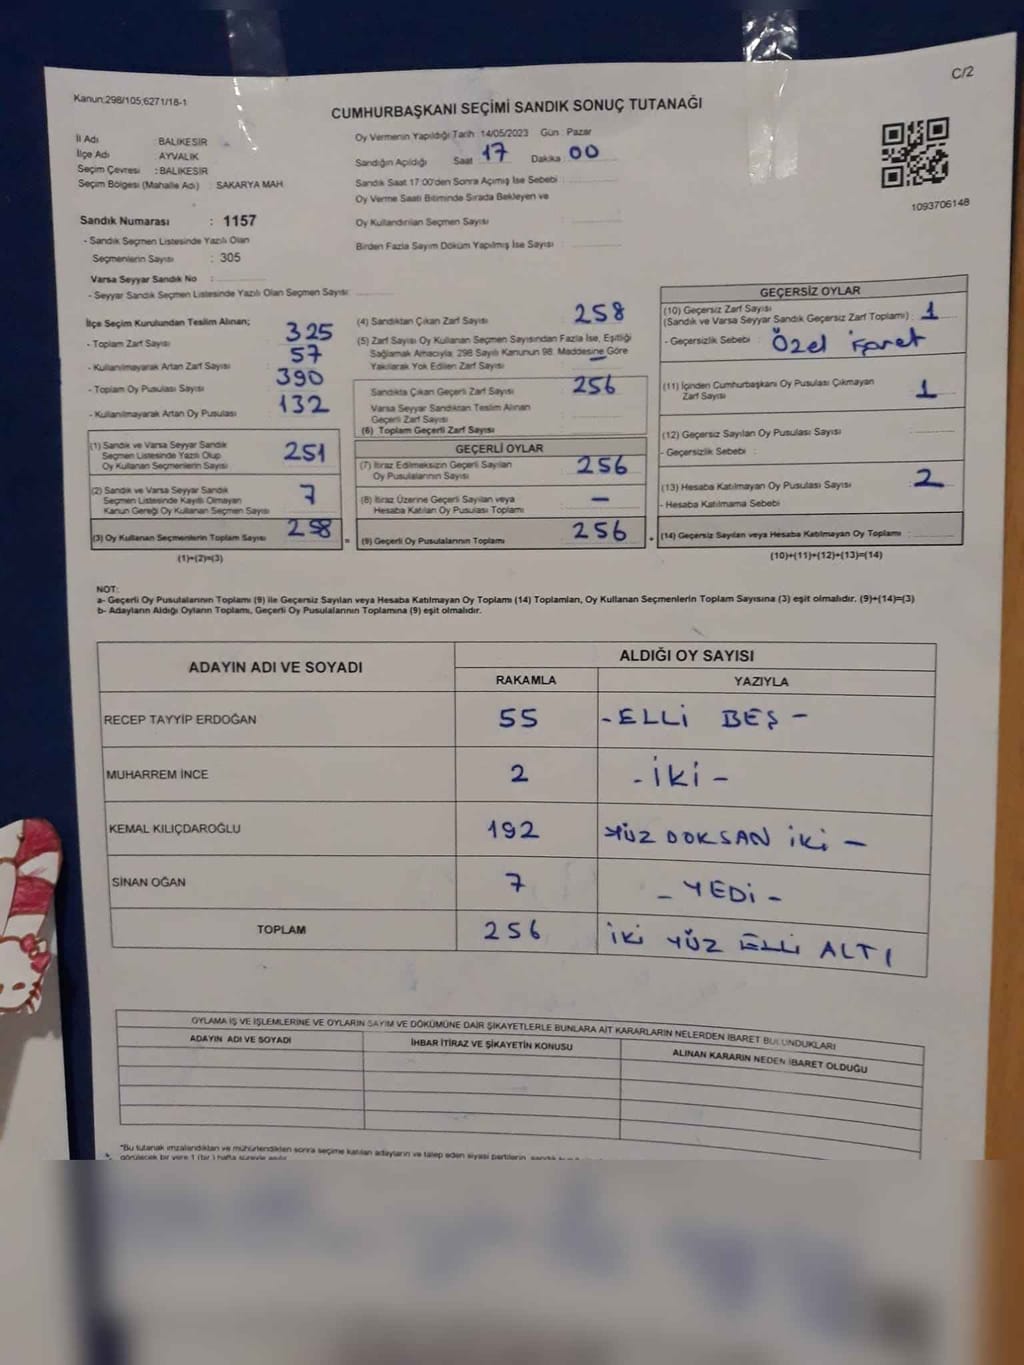 C/2
Kanun:298/105;6271/18-1
CUMHURBAŞKANI SEÇİMİ SANDIK SONUÇ TUTANAĞI
İl Adı : BALIKESİR
İlçe Adı : AYVALIK
Seçim Çevresi : BALIKESİR
Seçim Bölgesi (Mahalle Adı) : SAKARYA MAH.
Sandık Numarası : 1157
- Sandık Seçmen Listesinde Yazılı Olan
Seçmenlerin Sayısı : 305
Varsa Seyyar Sandık No :
- Seyyar Sandık Seçmen Listesinde Yazılı Olan Seçmen Sayısı:
Oy Vermenin Yapıldığı Tarih : 14/05/2023 Gün : Pazar
Sandığın Açıldığı Saat : 17 Dakika : 00
Sandık Saat 17:00'den Sonra Açımış İse Sebebi :
Oy Verme Saati Bitiminde Sırada Bekleyen ve
Oy Kullandırılan Seçmen Sayısı :
Birden Fazla Sayım Döküm Yapılmış İse Sayısı :
1093706148
İlçe Seçim Kurulundan Teslim Alınan;
- Toplam Zarf Sayısı : 325
- Kullanılmayarak Artan Zarf Sayısı : 57
- Toplam Oy Pusulası Sayısı : 390
- Kullanılmayarak Artan Oy Pusulası : 132
(1) Sandık ve Varsa Seyyar Sandık
Seçmen Listesinde Yazılı Olup
Oy Kullanan Seçmenlerin Sayısı : 251
(2) Sandık ve Varsa Seyyar Sandık
Seçmen Listesinde Kayıtlı Olmayan
Kanun Gereği Oy Kullanan Seçmen Sayısı : 7
(3) Oy Kullanan Seçmenlerin Toplam Sayısı : 258
(1)+(2)=(3)
=
(4) Sandıktan Çıkan Zarf Sayısı : 258
(5) Zarf Sayısı Oy Kullanan Seçmen Sayısından Fazla İse, Eşitliği
Sağlamak Amacıyla; 298 Sayılı Kanunun 98. Maddesine Göre
Yakılarak Yok Edilen Zarf Sayısı : —
Sandıkta Çıkan Geçerli Zarf Sayısı : 256
Varsa Seyyar Sandıktan Teslim Alınan
Geçerli Zarf Sayısı :
(6) Toplam Geçerli Zarf Sayısı :
GEÇERLİ OYLAR
(7) İtiraz Edilmeksizin Geçerli Sayılan
Oy Pusulalarının Sayısı : 256
(8) İtiraz Üzerine Geçerli Sayılan veya
Hesaba Katılan Oy Pusulası Toplamı : —
(9) Geçerli Oy Pusulalarının Toplamı : 256
+
GEÇERSİZ OYLAR
(10) Geçersiz Zarf Sayısı
(Sandık ve Varsa Seyyar Sandık Geçersiz Zarf Toplamı) : 1
- Geçersizlik Sebebi : Özel işaret
(11) İçinden Cumhurbaşkanı Oy Pusulası Çıkmayan
Zarf Sayısı : 1
(12) Geçersiz Sayılan Oy Pusulası Sayısı :
- Geçersizlik Sebebi :
(13) Hesaba Katılmayan Oy Pusulası Sayısı : 2
- Hesaba Katılmama Sebebi :
(14) Geçersiz Sayılan veya Hesaba Katılmayan Oy Toplamı :
(10)+(11)+(12)+(13)=(14)
NOT:
a- Geçerli Oy Pusulalarının Toplamı (9) ile Geçersiz Sayılan veya Hesaba Katılmayan Oy Toplamı (14) Toplamları, Oy Kullanan Seçmenlerin Toplam Sayısına (3) eşit olmalıdır. (9)+(14)=(3)
b- Adayların Aldığı Oyların Toplamı, Geçerli Oy Pusulalarının Toplamına (9) eşit olmalıdır.
ADAYIN ADI VE SOYADI ALDIĞI OY SAYISI
RAKAMLA YAZIYLA
RECEP TAYYİP ERDOĞAN 55 - ELLİ BEŞ -
MUHARREM İNCE 2 - İKİ -
KEMAL KILIÇDAROĞLU 192 YÜZ DOKSAN İKİ -
SİNAN OĞAN 7 - YEDİ -
TOPLAM 256 İKİ YÜZ ELLİ ALTI
OYLAMA İŞ VE İŞLEMLERİNE VE OYLARIN SAYIM VE DÖKÜMÜNE DAİR ŞİKAYETLERLE BUNLARA AİT KARARLARIN NELERDEN İBARET BULUNDUKLARI
ADAYIN ADI VE SOYADI İHBAR İTİRAZ VE ŞİKAYETİN KONUSU ALINAN KARARIN NEDEN İBARET OLDUĞU
"Bu tutanak imzalandıktan ve mühürlendikten sonra seçime katılan adayların ve talep eden siyasi partilerin,
görülecek bir yere 1 (bir) hafta süreyle asılır